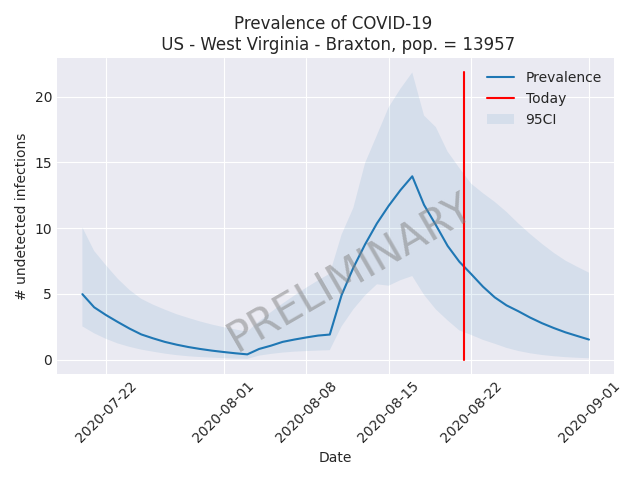 Prevalence of COVID-19
US - West Virginia - Braxton, pop. = 13957
Prevalence
Today
95CI
PRELIMINARY
# undetected infections
20
15
10
5
0
2020-07-22
2020-08-01
2020-08-08
2020-08-15
2020-08-22
2020-09-01
Date